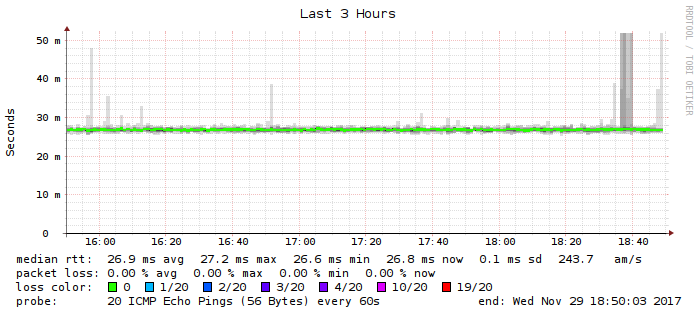 Last 3 Hours
RRDTOOL / TOBI OETIKER
Seconds
50 m
40 m
30 m
20 m
10 m
0
16:00 16:20 16:40 17:00 17:20 17:40 18:00 18:20 18:40
median rtt: 26.9 ms avg 27.2 ms max 26.6 ms min 26.8 ms now 0.1 ms sd 243.7 am/s
packet loss: 0.00 % avg 0.00 % max 0.00 % min 0.00 % now
loss color: 0 1/20 2/20 3/20 4/20 10/20 19/20
probe: 20 ICMP Echo Pings (56 Bytes) every 60s end: Wed Nov 29 18:50:03 2017